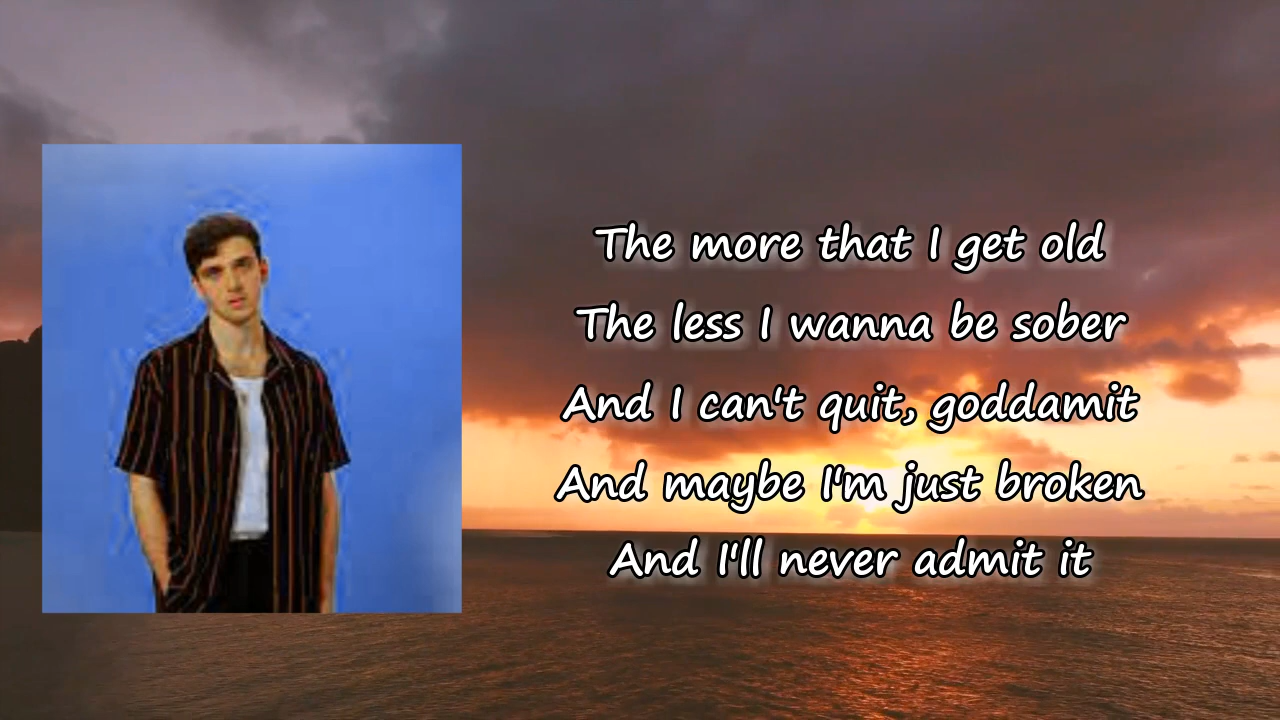 The more that I get old
The less I wanna be sober
And I can't quit, goddamit
And maybe I'm just broken
And I'll never admit it